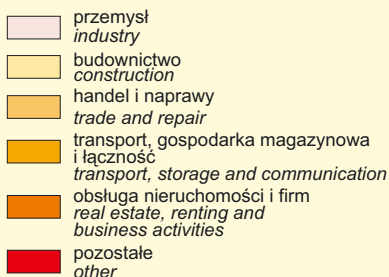 przemysł
industry
budownictwo
construction
handel i naprawy
trade and repair
transport, gospodarka magazynowa
i łączność
transport, storage and communication
obsługa nieruchomości i firm
real estate, renting and
business activities
pozostałe
other